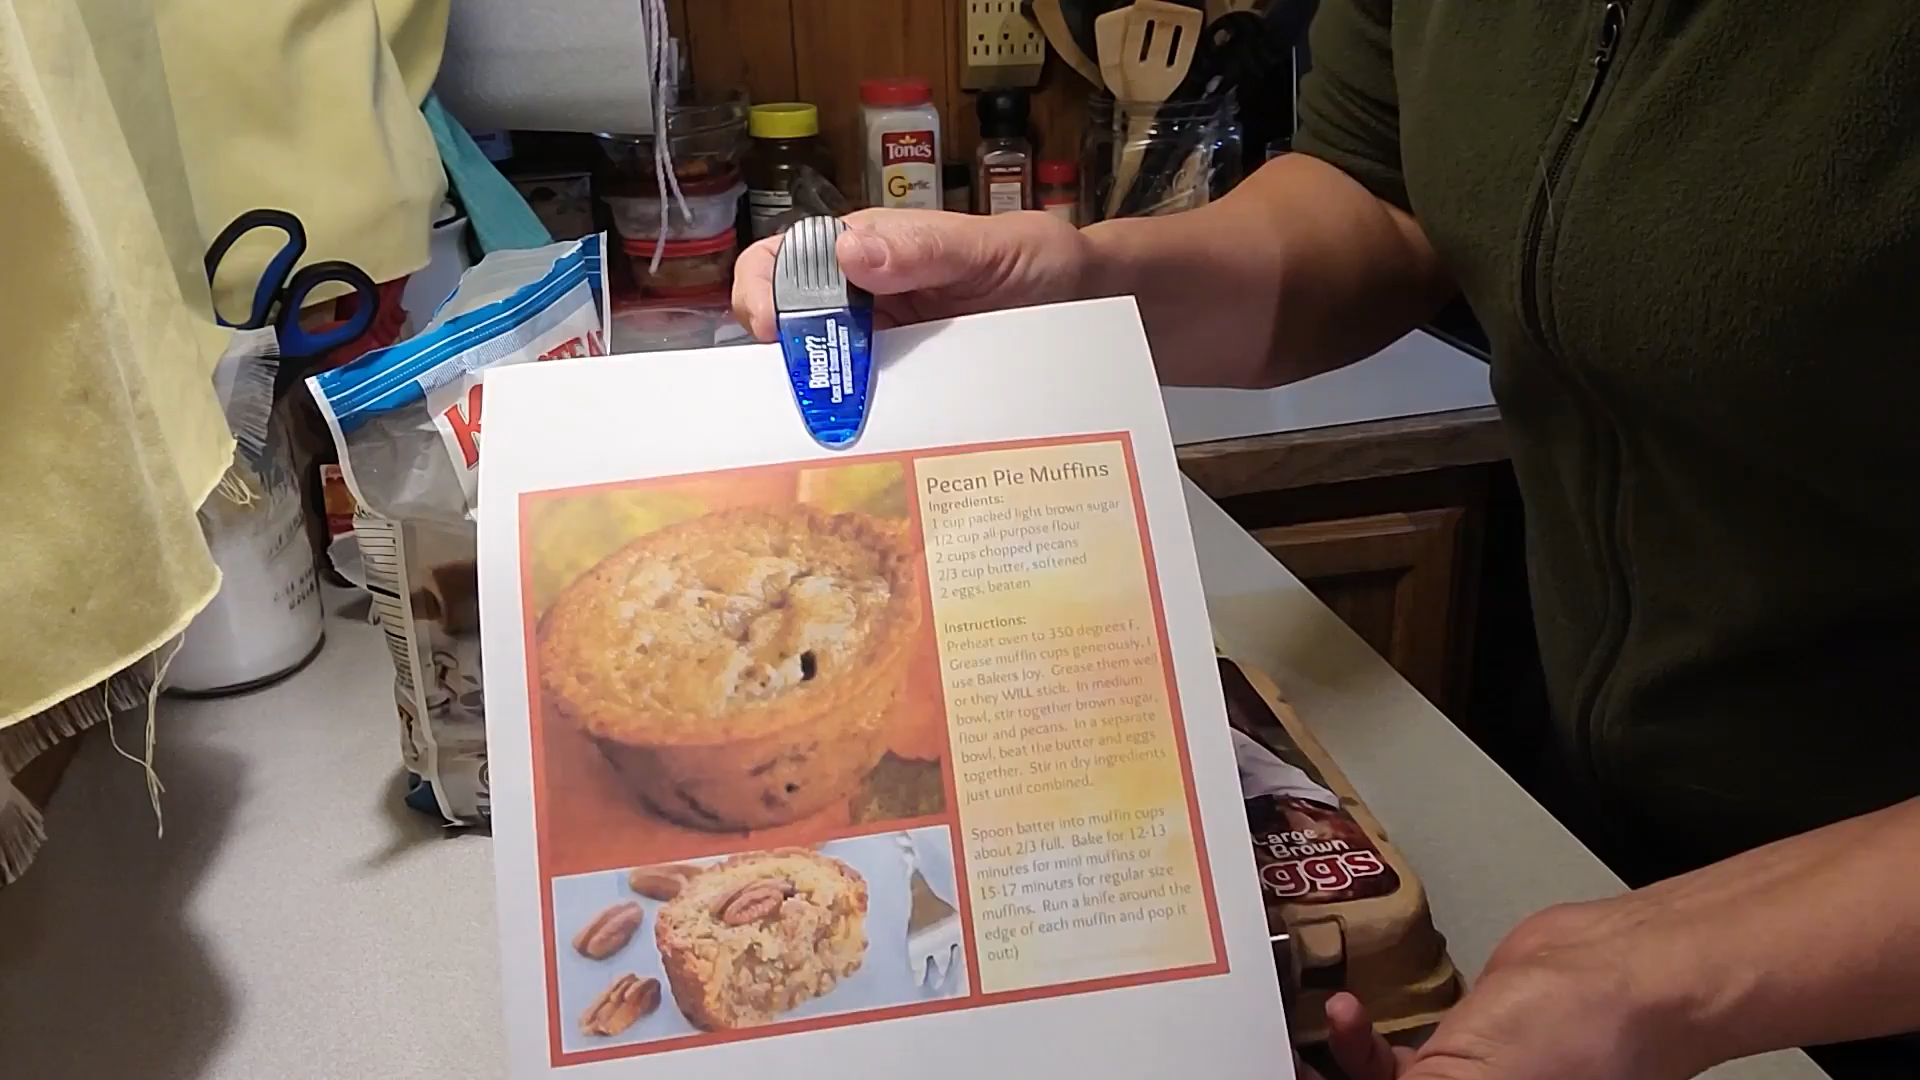 Tone's
Garlic
BORED??
Pecan Pie Muffins
Ingredients:
1 cup packed light brown sugar
1/2 cup all-purpose flour
2 cups chopped pecans
2/3 cup butter, softened
2 eggs, beaten
Instructions:
Preheat oven to 350 degrees F.
Grease muffin cups generously. I
use Bakers Joy. Grease them well
or they WILL stick. In medium
bowl, stir together brown sugar,
flour and pecans. In a separate
bowl, beat the butter and eggs
together. Stir in dry ingredients
just until combined.
Spoon batter into muffin cups
about 2/3 full. Bake for 12-13
minutes for mini muffins or
15-17 minutes for regular size
muffins. Run a knife around the
edge of each muffin and pop it
out:)
Large
Brown
ggs